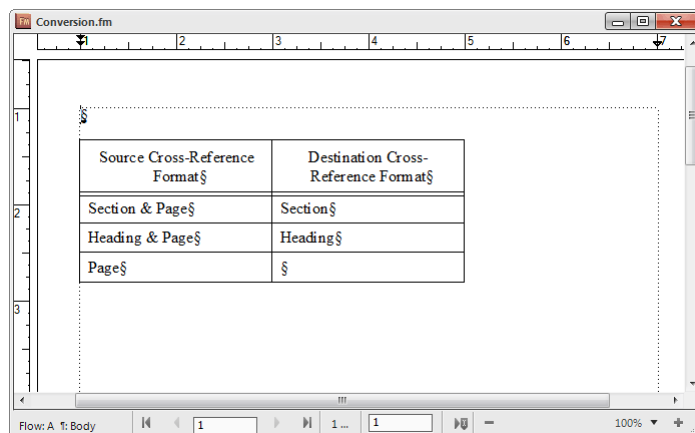 Fm Conversion.fm
1 2 3 4 5 6 7
1
§
Source Cross-Reference Format§
Destination Cross-Reference Format§
2
Section & Page§ Section§
Heading & Page§ Heading§
Page§ §
3
Flow: A ¶: Body 1 1 ... 1 100%